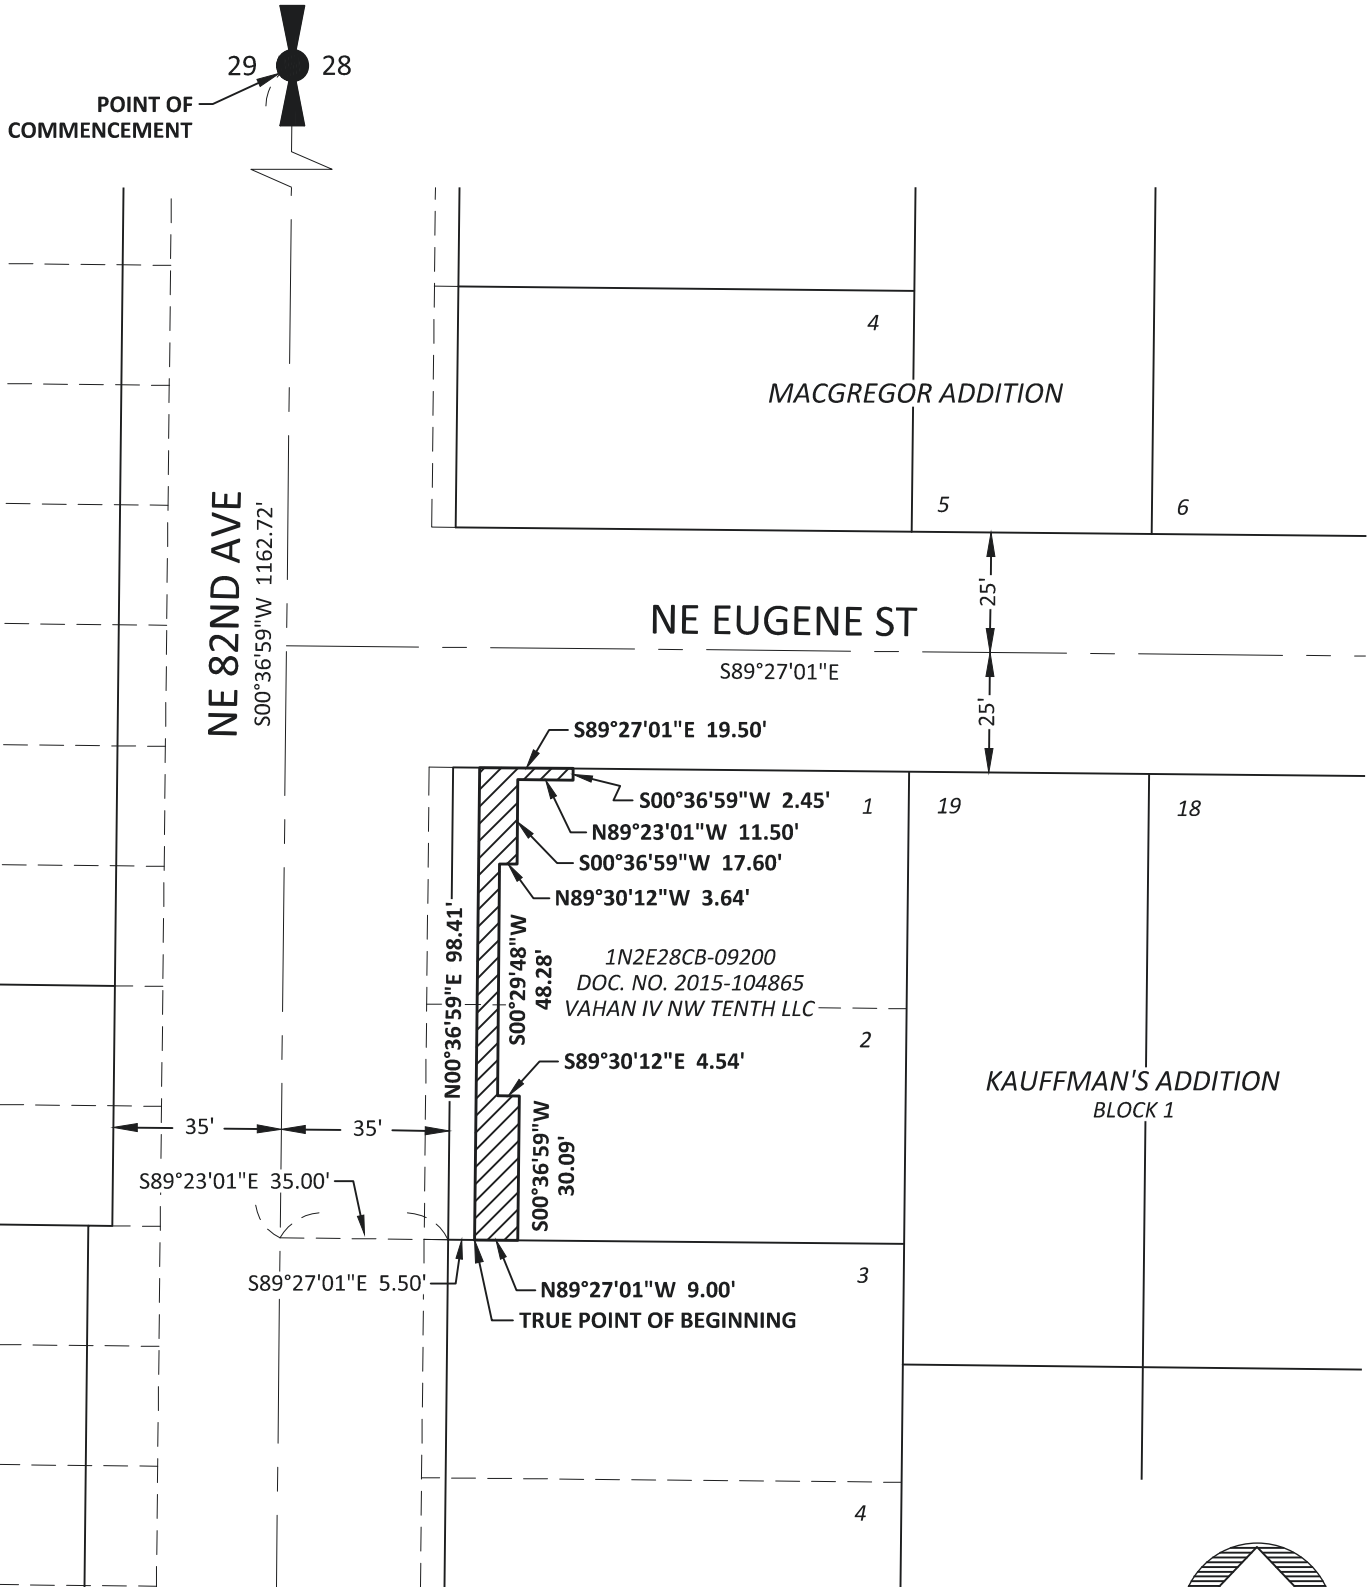 29
28
POINT OF
COMMENCEMENT
4
MACGREGOR ADDITION
5
6
NE 82ND AVE
S00°36'59"W 1162.72'
25'
NE EUGENE ST
S89°27'01"E
25'
S89°27'01"E 19.50'
S00°36'59"W 2.45'
1
19
18
N89°23'01"W 11.50'
S00°36'59"W 17.60'
N89°30'12"W 3.64'
N00°36'59"E 98.41'
S00°29'48"W
48.28'
1N2E28CB-09200
DOC. NO. 2015-104865
VAHAN IV NW TENTH LLC
2
S89°30'12"E 4.54'
KAUFFMAN'S ADDITION
BLOCK 1
35'
35'
S00°36'59"W
30.09'
S89°23'01"E 35.00'
S89°27'01"E 5.50'
3
N89°27'01"W 9.00'
TRUE POINT OF BEGINNING
4